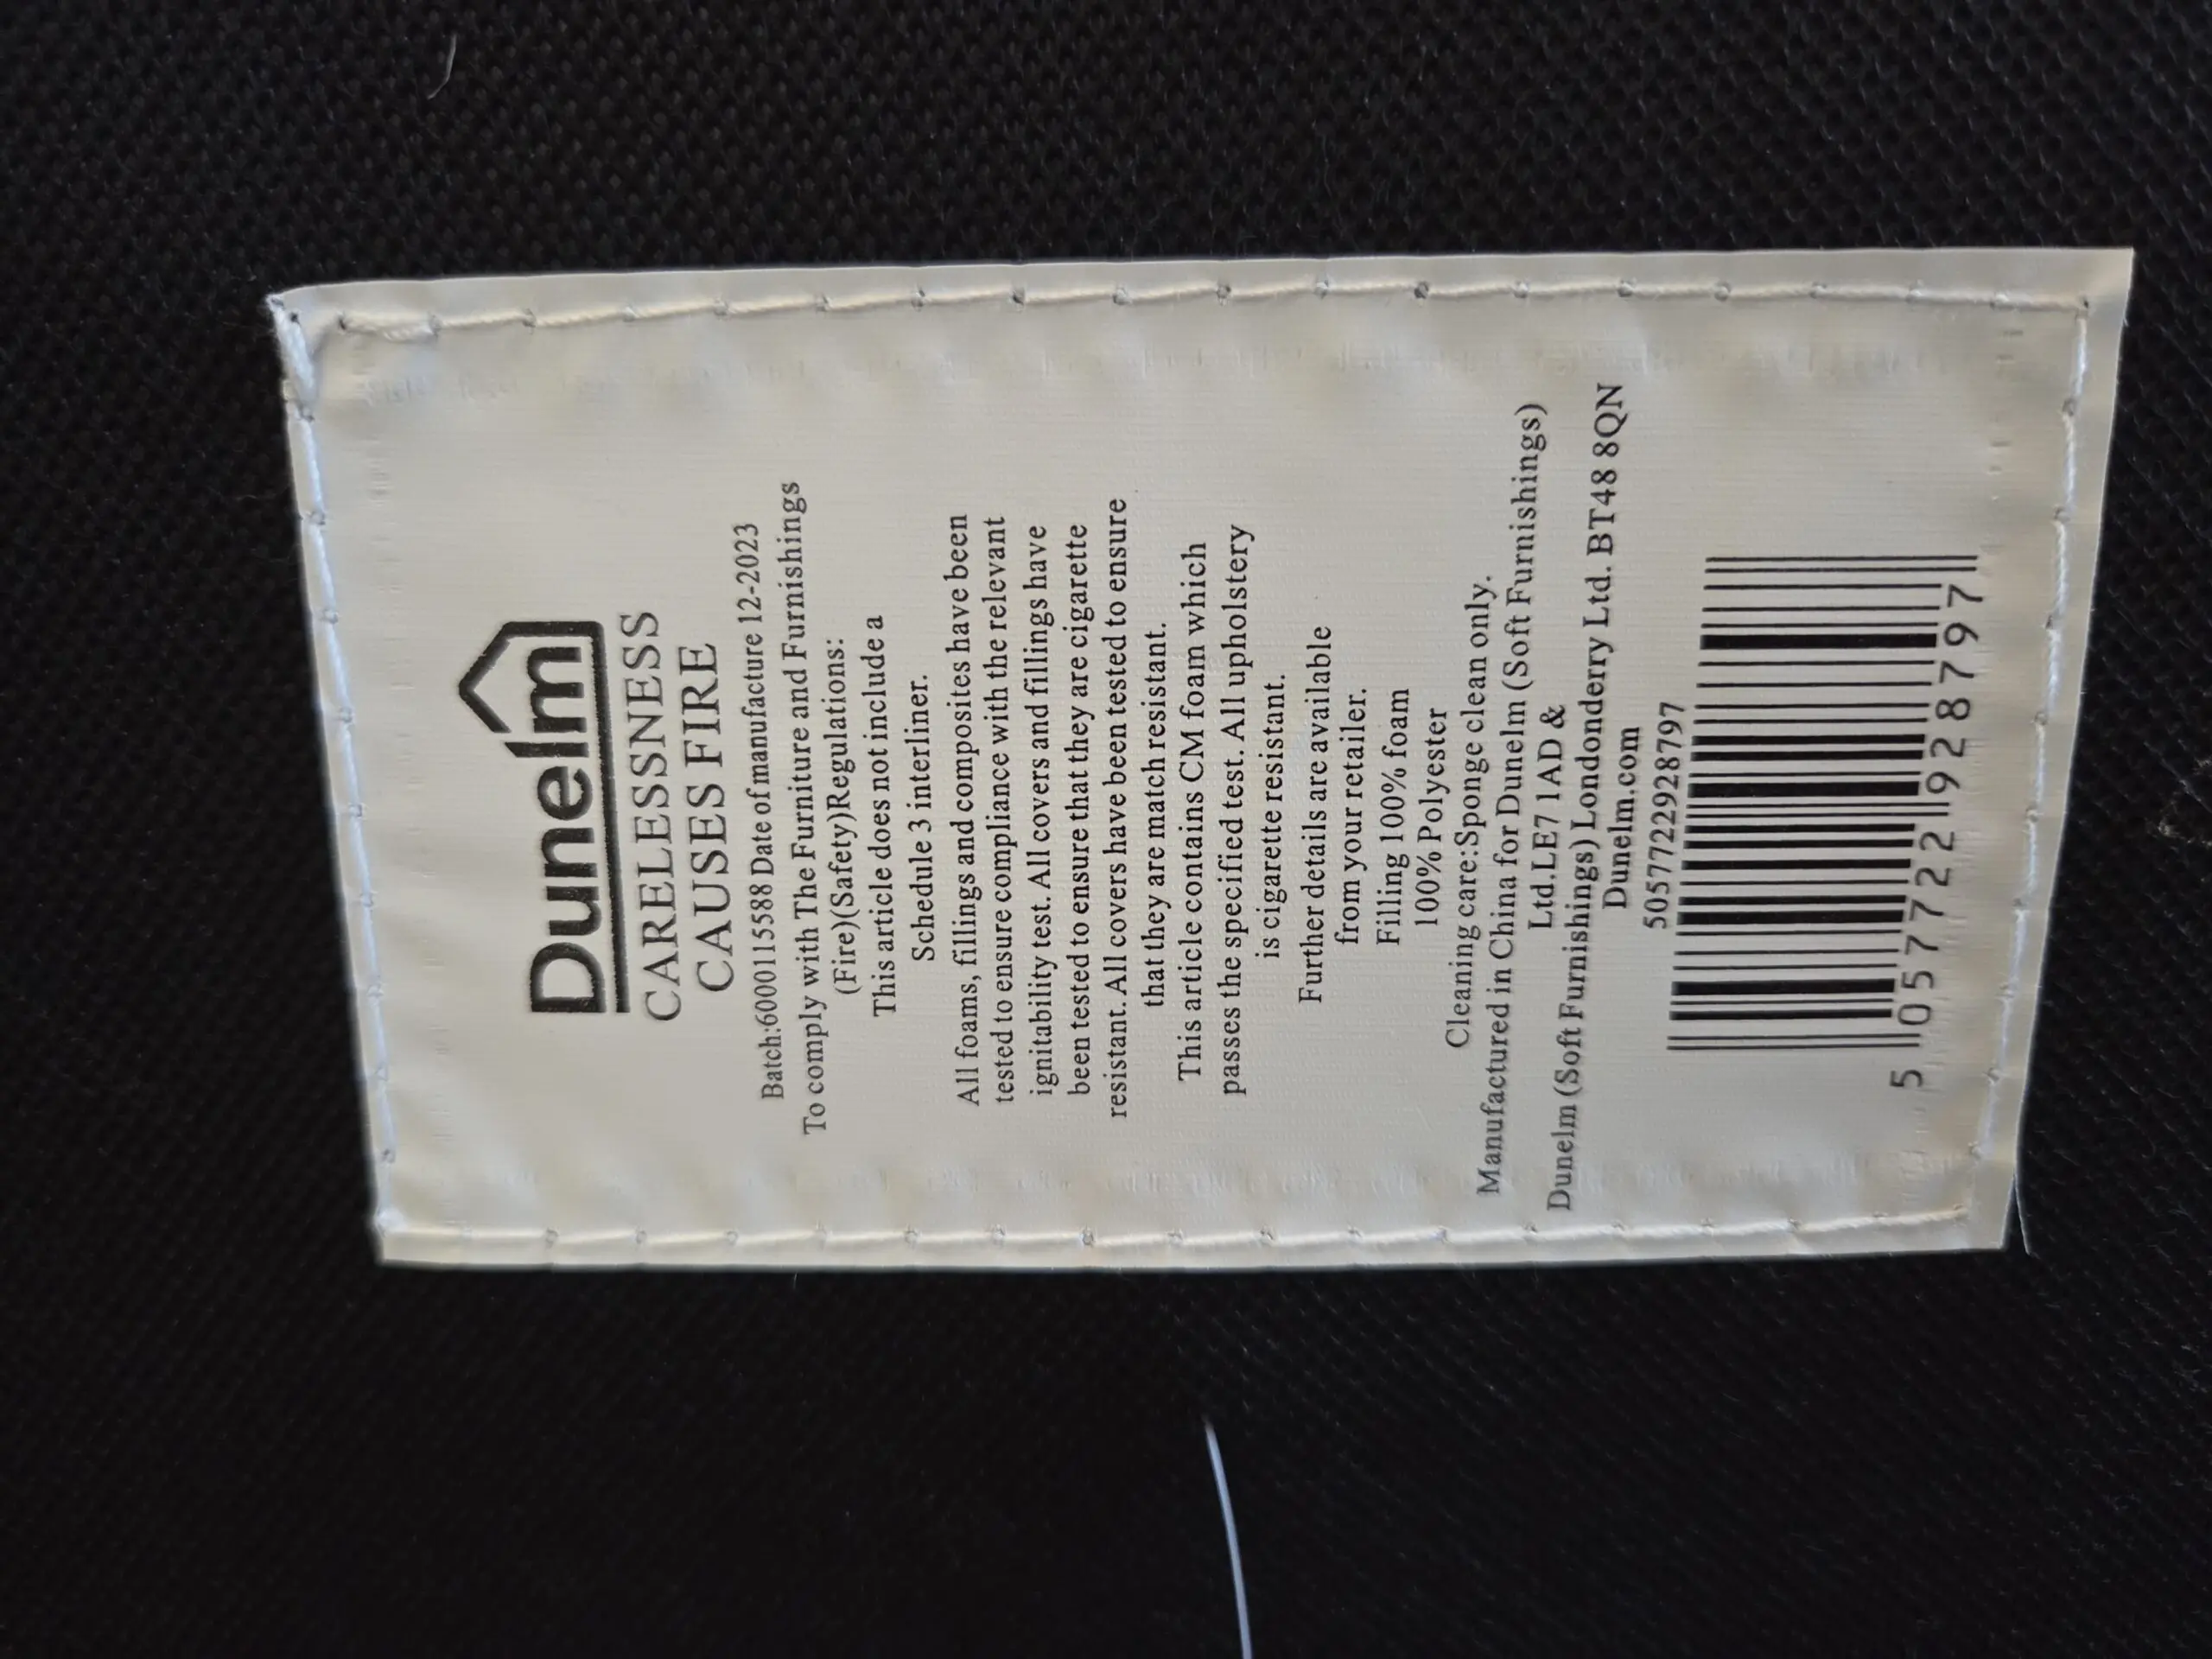 Dunelm
CARELESSNESS
CAUSES FIRE
Batch:6000115588 Date of manufacture 12-2023
To comply with The Furniture and Furnishings
(Fire)(Safety)Regulations:
This article does not include a
Schedule 3 interliner.
All foams, fillings and composites have been
tested to ensure compliance with the relevant
ignitability test. All covers and fillings have
been tested to ensure that they are cigarette
resistant. All covers have been tested to ensure
that they are match resistant.
This article contains CM foam which
passes the specified test. All upholstery
is cigarette resistant.
Further details are available
from your retailer.
Filling 100% foam
100% Polyester
Cleaning care:Sponge clean only.
Manufactured in China for Dunelm (Soft Furnishings)
Ltd.LE7 1AD &
Dunelm (Soft Furnishings) Londonderry Ltd. BT48 8QN
Dunelm.com
5057722928797
5 057722 928797